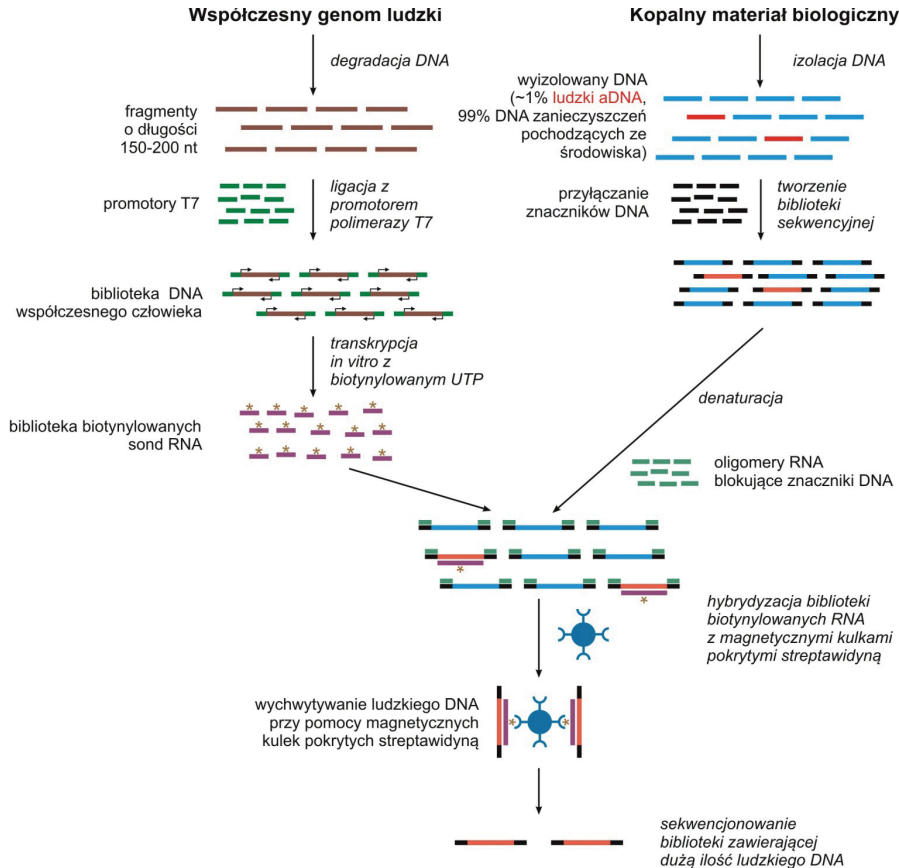 Współczesny genom ludzki
degradacja DNA
fragmenty
o długości
150-200 nt
promotory T7
ligacja z
promotorem
polimerazy T7
biblioteka DNA
współczesnego człowieka
transkrypcja
in vitro z
biotynylowanym UTP
biblioteka biotynylowanych
sond RNA
Kopalny materiał biologiczny
izolacja DNA
wyizolowany DNA
(~1% ludzki aDNA,
99% DNA zanieczyszczeń
pochodzących ze
środowiska)
przyłączanie
znaczników DNA
tworzenie
biblioteki
sekwencyjnej
denaturacja
oligomery RNA
blokujące znaczniki DNA
hybrydyzacja biblioteki
biotynylowanych RNA
z magnetycznymi kulkami
pokrytymi streptawidyną
wychwytywanie ludzkiego DNA
przy pomocy magnetycznych
kulek pokrytych streptawidyną
sekwencjonowanie
biblioteki zawierającej
dużą ilość ludzkiego DNA